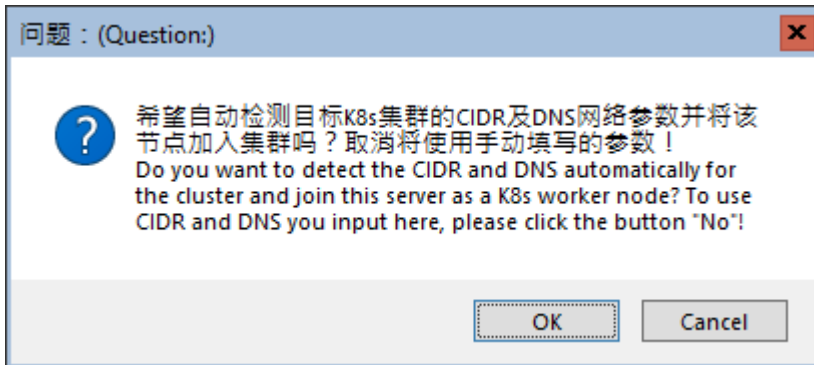 问题：(Question:)
希望自动检测目标K8s集群的CIDR及DNS网络参数并将该
节点加入集群吗？取消将使用手动填写的参数！
Do you want to detect the CIDR and DNS automatically for
the cluster and join this server as a K8s worker node? To use
CIDR and DNS you input here, please click the button "No"!
OK
Cancel